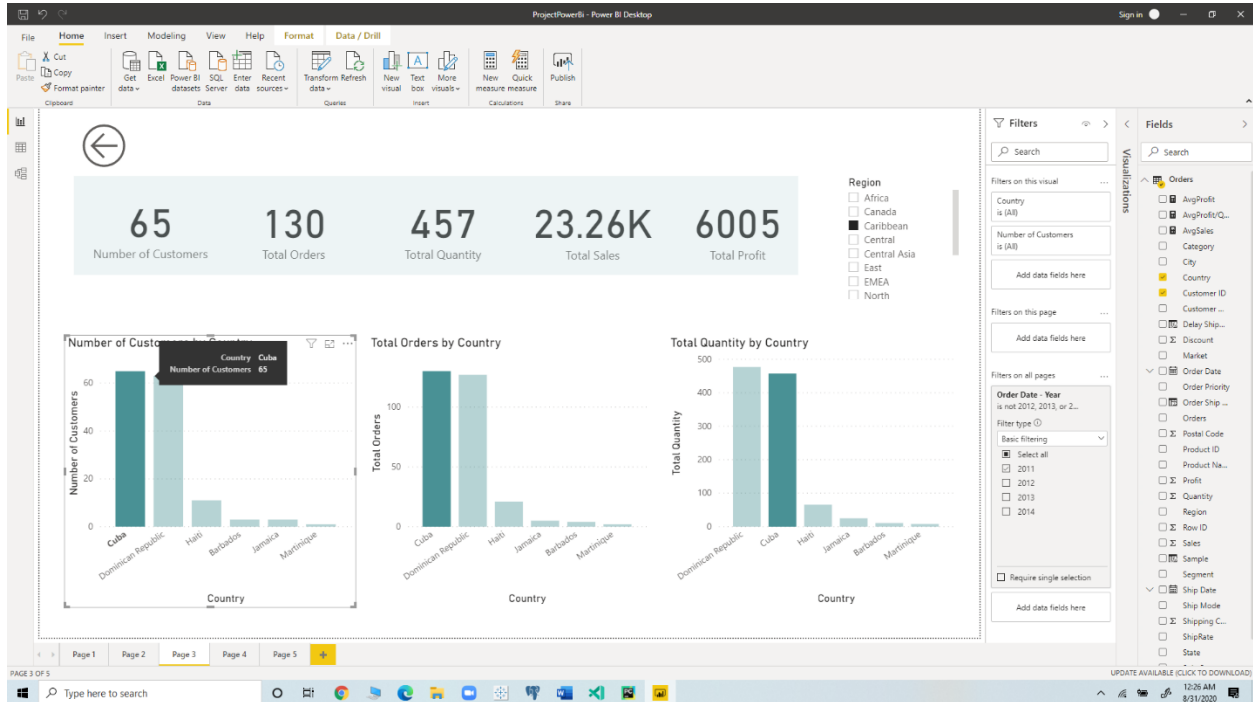 ProjectPowerBi - Power BI Desktop
Sign in
File Home Insert Modeling View Help Format Data / Drill
Paste
Cut
Copy
Format painter
Clipboard
Get data
Excel
Power BI datasets
SQL Server
Enter data
Recent sources
Data
Transform data
Refresh
Queries
New visual
Text box
More visuals
Insert
New measure
Quick measure
Calculations
Publish
Share
65
Number of Customers
130
Total Orders
457
Totral Quantity
23.26K
Total Sales
6005
Total Profit
Region
Africa
Canada
Caribbean
Central
Central Asia
East
EMEA
North
Number of Customers by Country
Country Cuba
Number of Customers 65
Number of Customers
60
40
20
0
Cuba
Dominican Republic
Haiti
Barbados
Jamaica
Martinique
Country
Total Orders by Country
Total Orders
100
50
0
Cuba
Dominican Republic
Haiti
Jamaica
Barbados
Martinique
Country
Total Quantity by Country
Total Quantity
500
400
300
200
100
0
Dominican Republic
Cuba
Haiti
Jamaica
Barbados
Martinique
Country
Filters
Search
Filters on this visual ...
Country
is (All)
Number of Customers
is (All)
Add data fields here
Filters on this page ...
Add data fields here
Filters on all pages ...
Order Date - Year
is not 2012, 2013, or 2...
Filter type
Basic filtering
Select all
2011
2012
2013
2014
Require single selection
Add data fields here
Visualizations
Fields
Search
Orders
AvgProfit
AvgProfit/Q...
AvgSales
Category
City
Country
Customer ID
Customer ...
Delay Ship...
Σ Discount
Market
Order Date
Order Priority
Order Ship ...
Orders
Σ Postal Code
Product ID
Product Na...
Σ Profit
Σ Quantity
Region
Σ Row ID
Σ Sales
Sample
Segment
Ship Date
Ship Mode
Σ Shipping C...
ShipRate
State
Page 1 Page 2 Page 3 Page 4 Page 5 +
PAGE 3 OF 5
UPDATE AVAILABLE (CLICK TO DOWNLOAD)
Type here to search
12:26 AM
8/31/2020